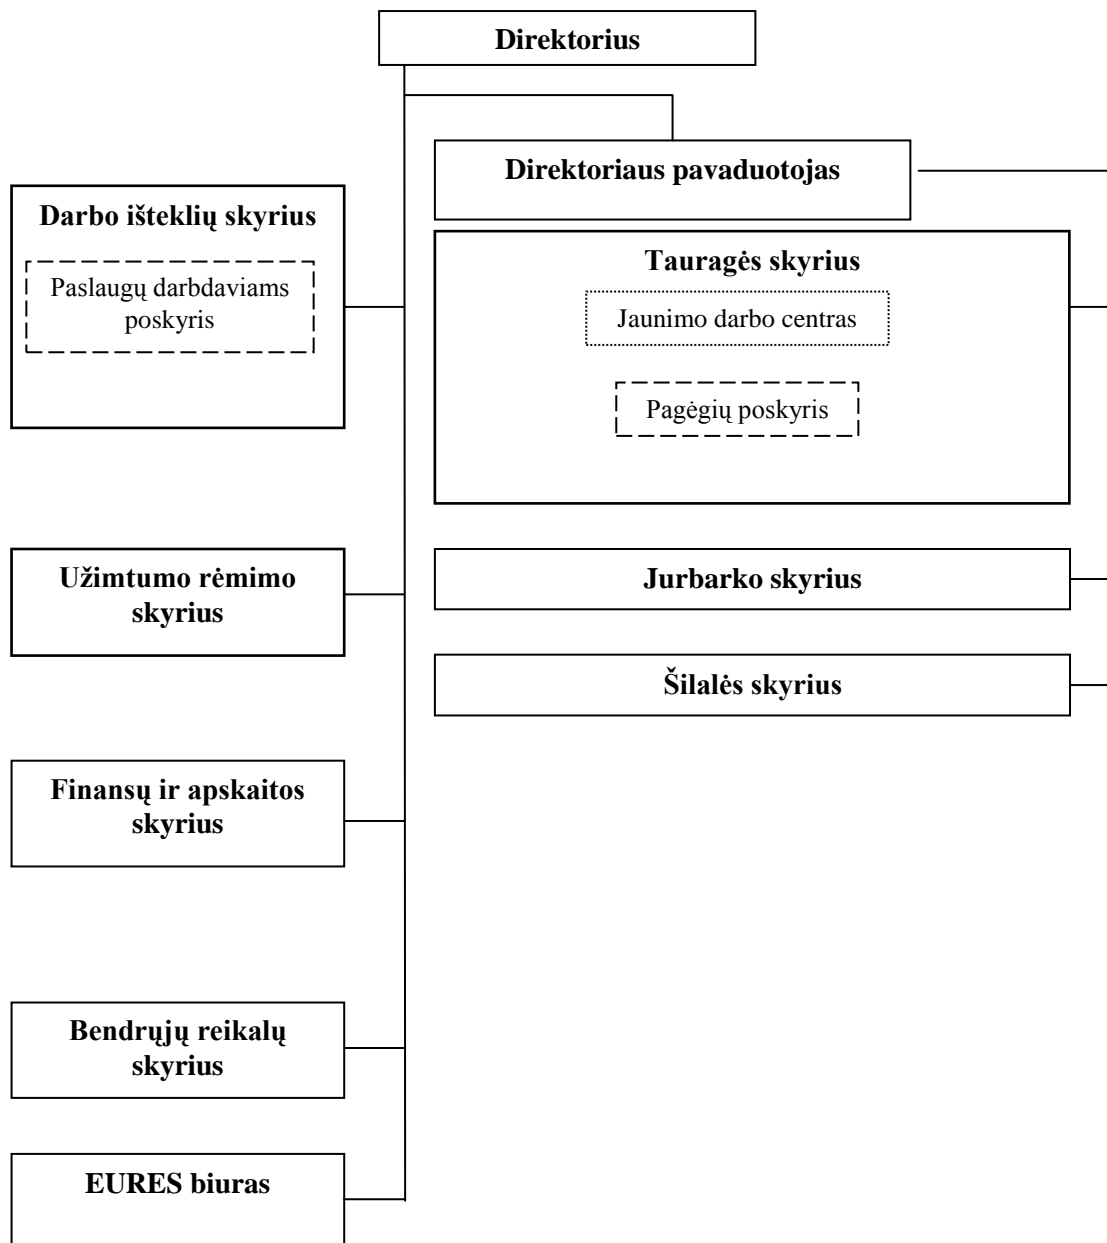 Direktorius
Direktoriaus pavaduotojas
Darbo išteklių skyrius
Paslaugų darbdaviams
poskyris
Tauragės skyrius
Jaunimo darbo centras
Pagėgių poskyris
Užimtumo rėmimo
skyrius
Jurbarko skyrius
Šilalės skyrius
Finansų ir apskaitos
skyrius
Bendrųjų reikalų
skyrius
EURES biuras